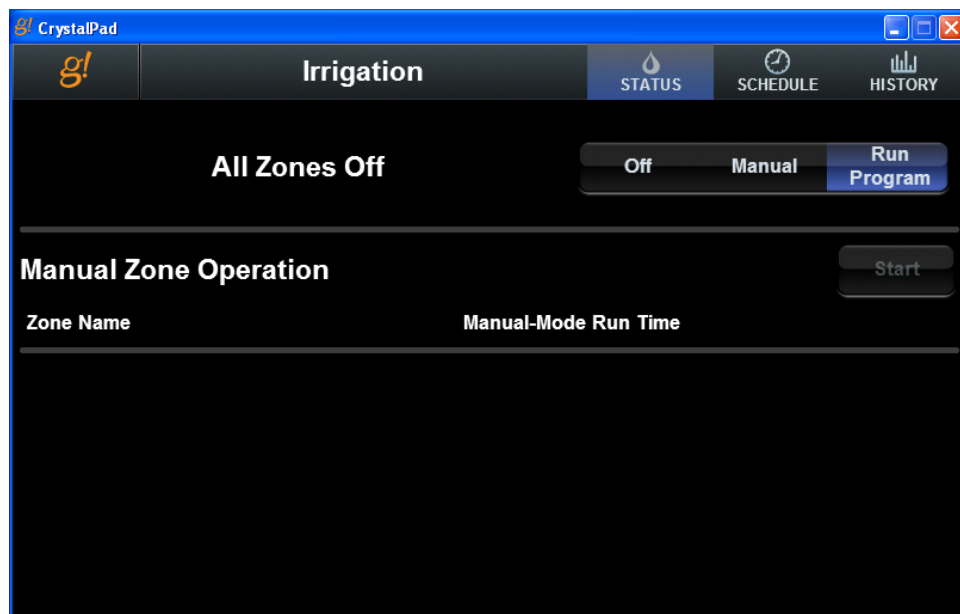 g! CrystalPad
g! Irrigation STATUS SCHEDULE HISTORY
All Zones Off Off Manual Run Program
Manual Zone Operation Start
Zone Name Manual-Mode Run Time